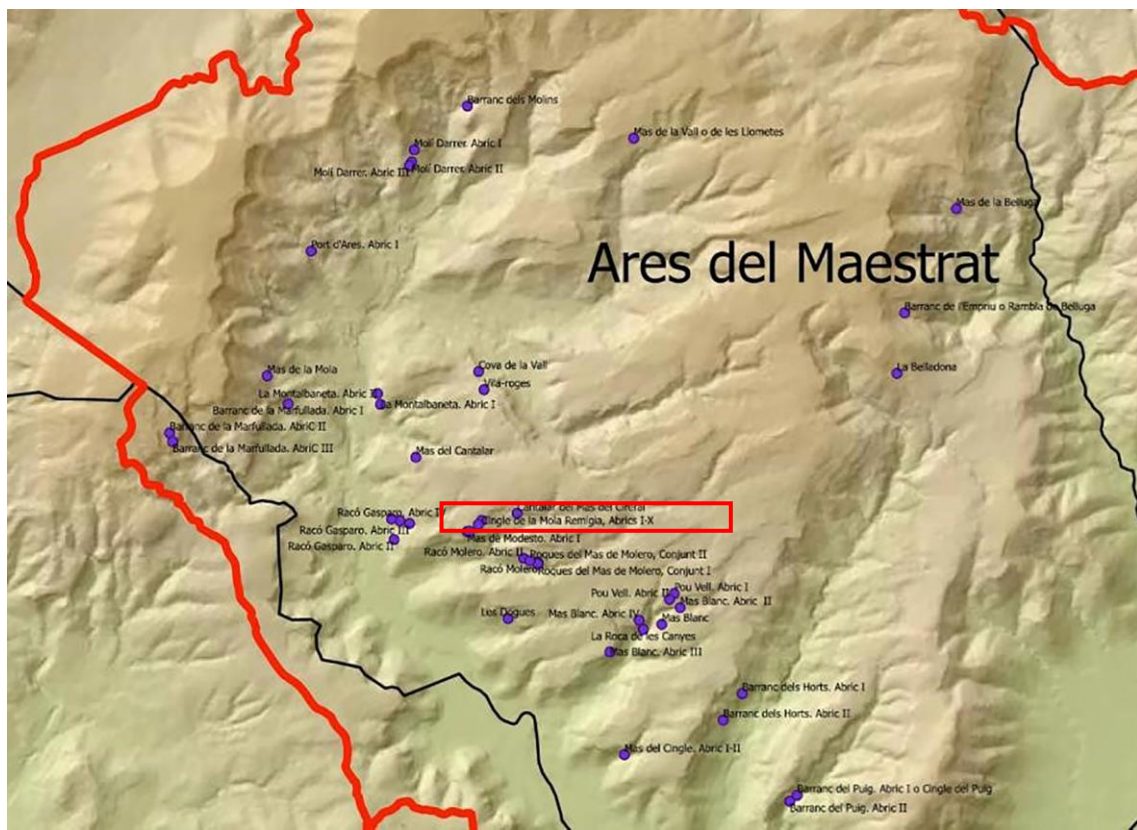 Barranc dels Molins
Mas de la Vall o de les Llometes
Molí Darrer. Abric I
Molí Darrer. Abric III
Molí Darrer. Abric II
Mas de la Belluga
Port d'Ares. Abric I
Ares del Maestrat
Barranc de l'Empriu o Rambla de Belluga
La Belladona
Cova de la Vall
Mas de la Mola
Vilà-roges
La Montalbaneta. Abric II
La Montalbaneta. Abric I
Barranc de la Marfullada. Abric I
Barranc de la Marfullada. AbriC II
Barranc de la Marfullada. AbriC III
Mas del Cantalar
Cantalar del Mas del Cireral
Racó Gasparo. Abric IV
Cingle de la Mola Remigia, Abrics I-X
Racó Gasparo. Abric III
Mas de Modesto. Abric I
Racó Gasparo. Abric II
Racó Molero. Abric II
Roques del Mas de Molero, Conjunt II
Racó Molero
Roques del Mas de Molero, Conjunt I
Pou Vell. Abric I
Pou Vell. Abric II
Mas Blanc. Abric II
Los Dogues
Mas Blanc. Abric IV
Mas Blanc
La Roca de les Canyes
Mas Blanc. Abric III
Barranc dels Horts. Abric I
Barranc dels Horts. Abric II
Mas del Cingle. Abric I-II
Barranc del Puig. Abric I o Cingle del Puig
Barranc del Puig. Abric II